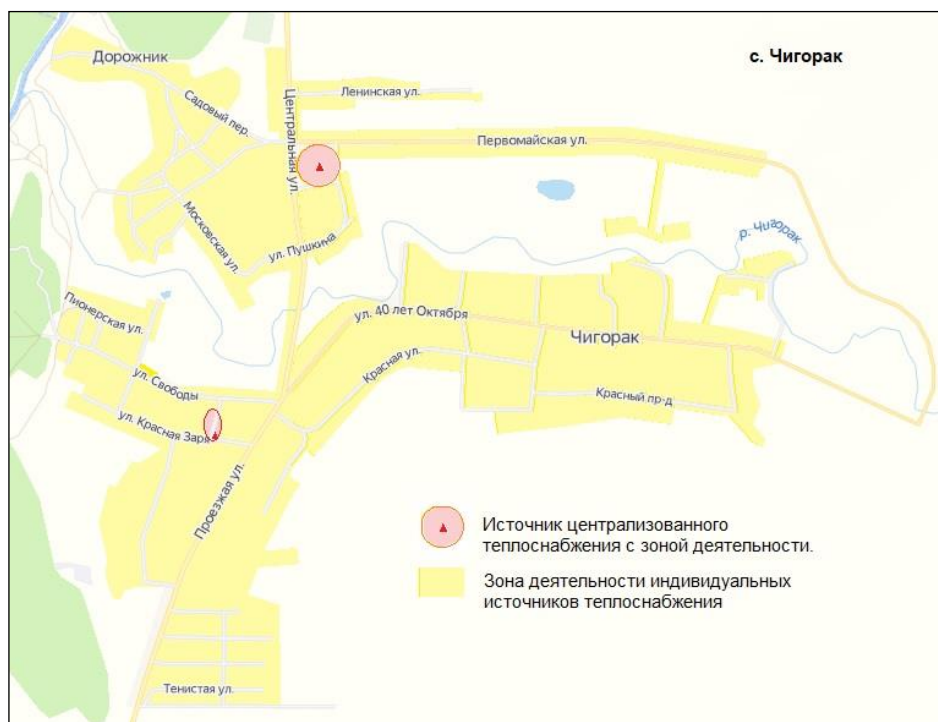 с. Чигорак
Дорожник
Ленинская ул.
Садовый пер.
Центральная ул.
Первомайская ул.
Московская ул.
ул. Пушкина
р. Чигорак
Пионерская ул.
ул. 40 лет Октября
Чигорак
Красная ул.
ул. Свободы
Красный пр-д
ул. Красная Заря
Проезжая ул.
Источник централизованного
теплоснабжения с зоной деятельности.
Зона деятельности индивидуальных
источников теплоснабжения
Тенистая ул.